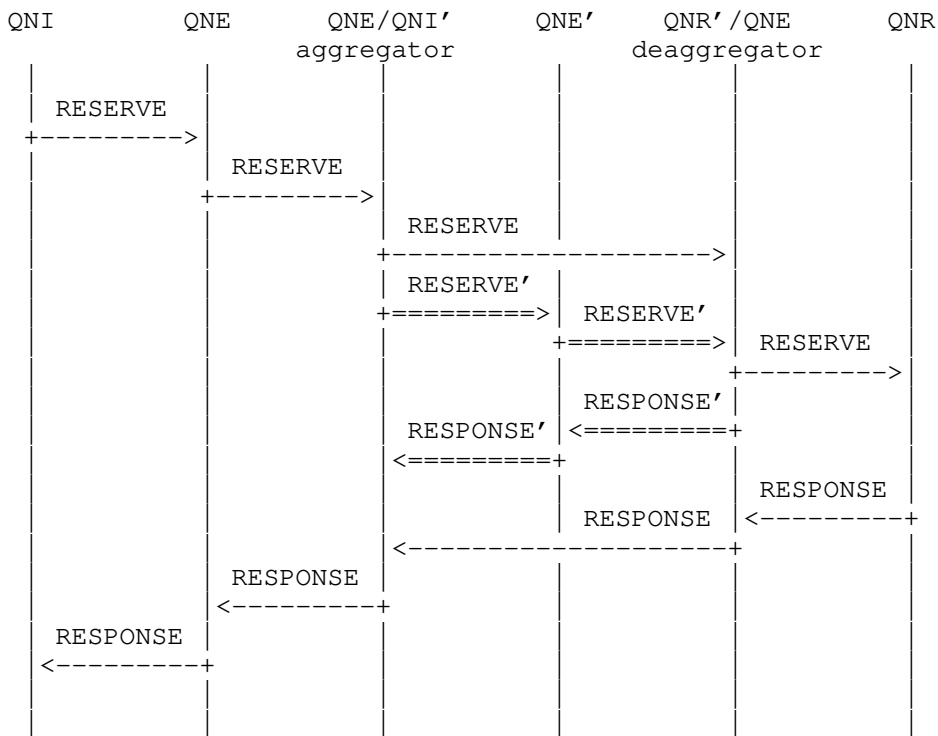 QNI QNE QNE/QNI' QNE' QNR'/QNE QNR
aggregator deaggregator
RESERVE
RESERVE
RESERVE
RESERVE'
RESERVE'
RESERVE
RESPONSE'
RESPONSE'
RESPONSE
RESPONSE
RESPONSE
RESPONSE